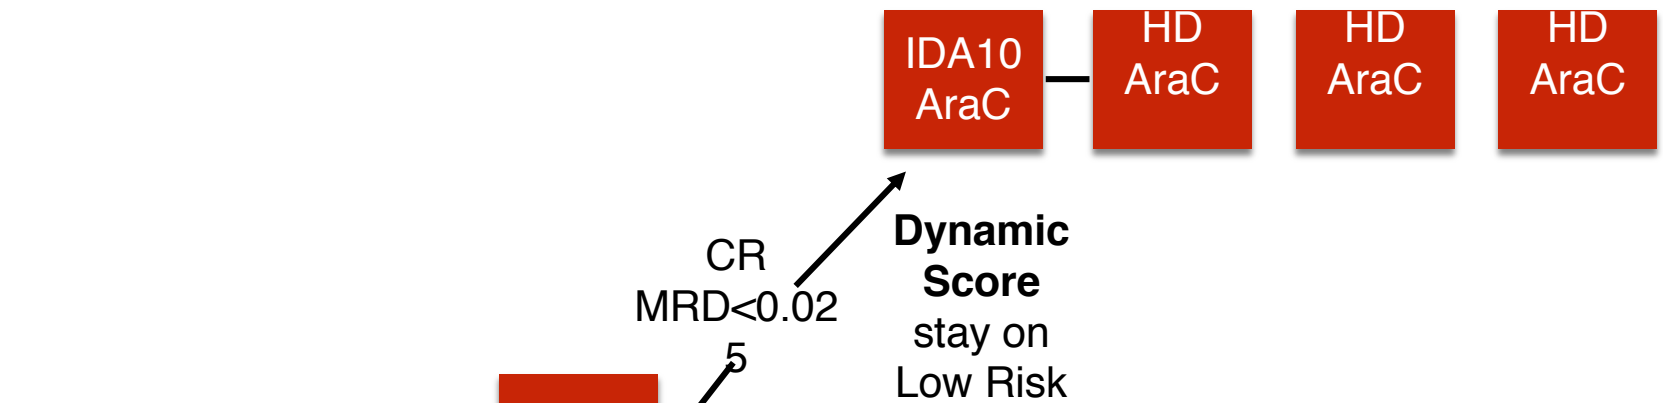 IDA10
AraC
HD
AraC
HD
AraC
HD
AraC
CR
MRD<0.02
5
Dynamic
Score
stay on
Low Risk